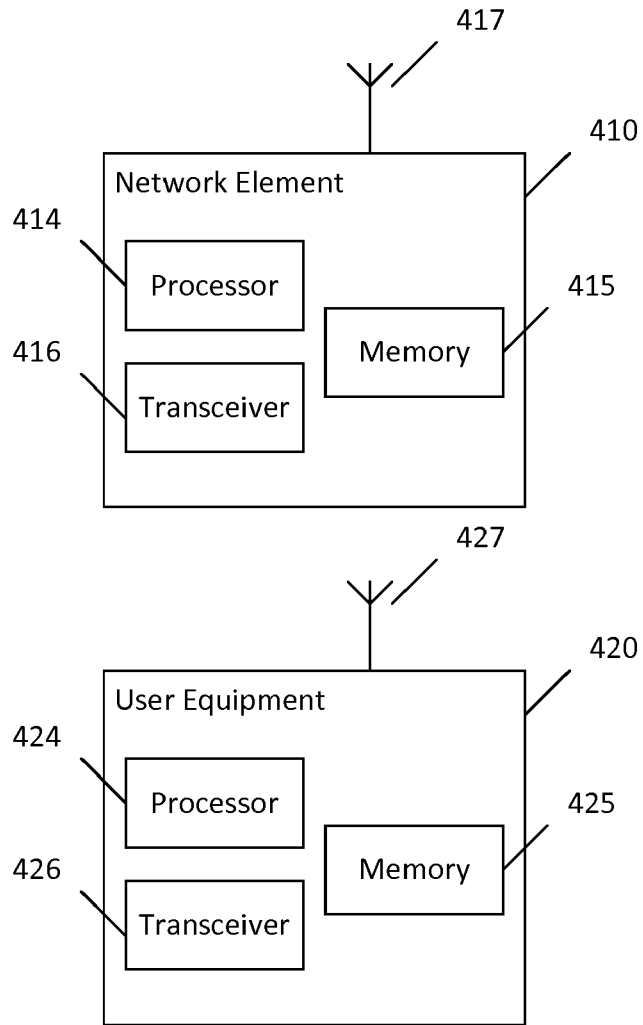 417
410
Network Element
414
Processor
415
Memory
416
Transceiver
427
420
User Equipment
424
Processor
425
Memory
426
Transceiver